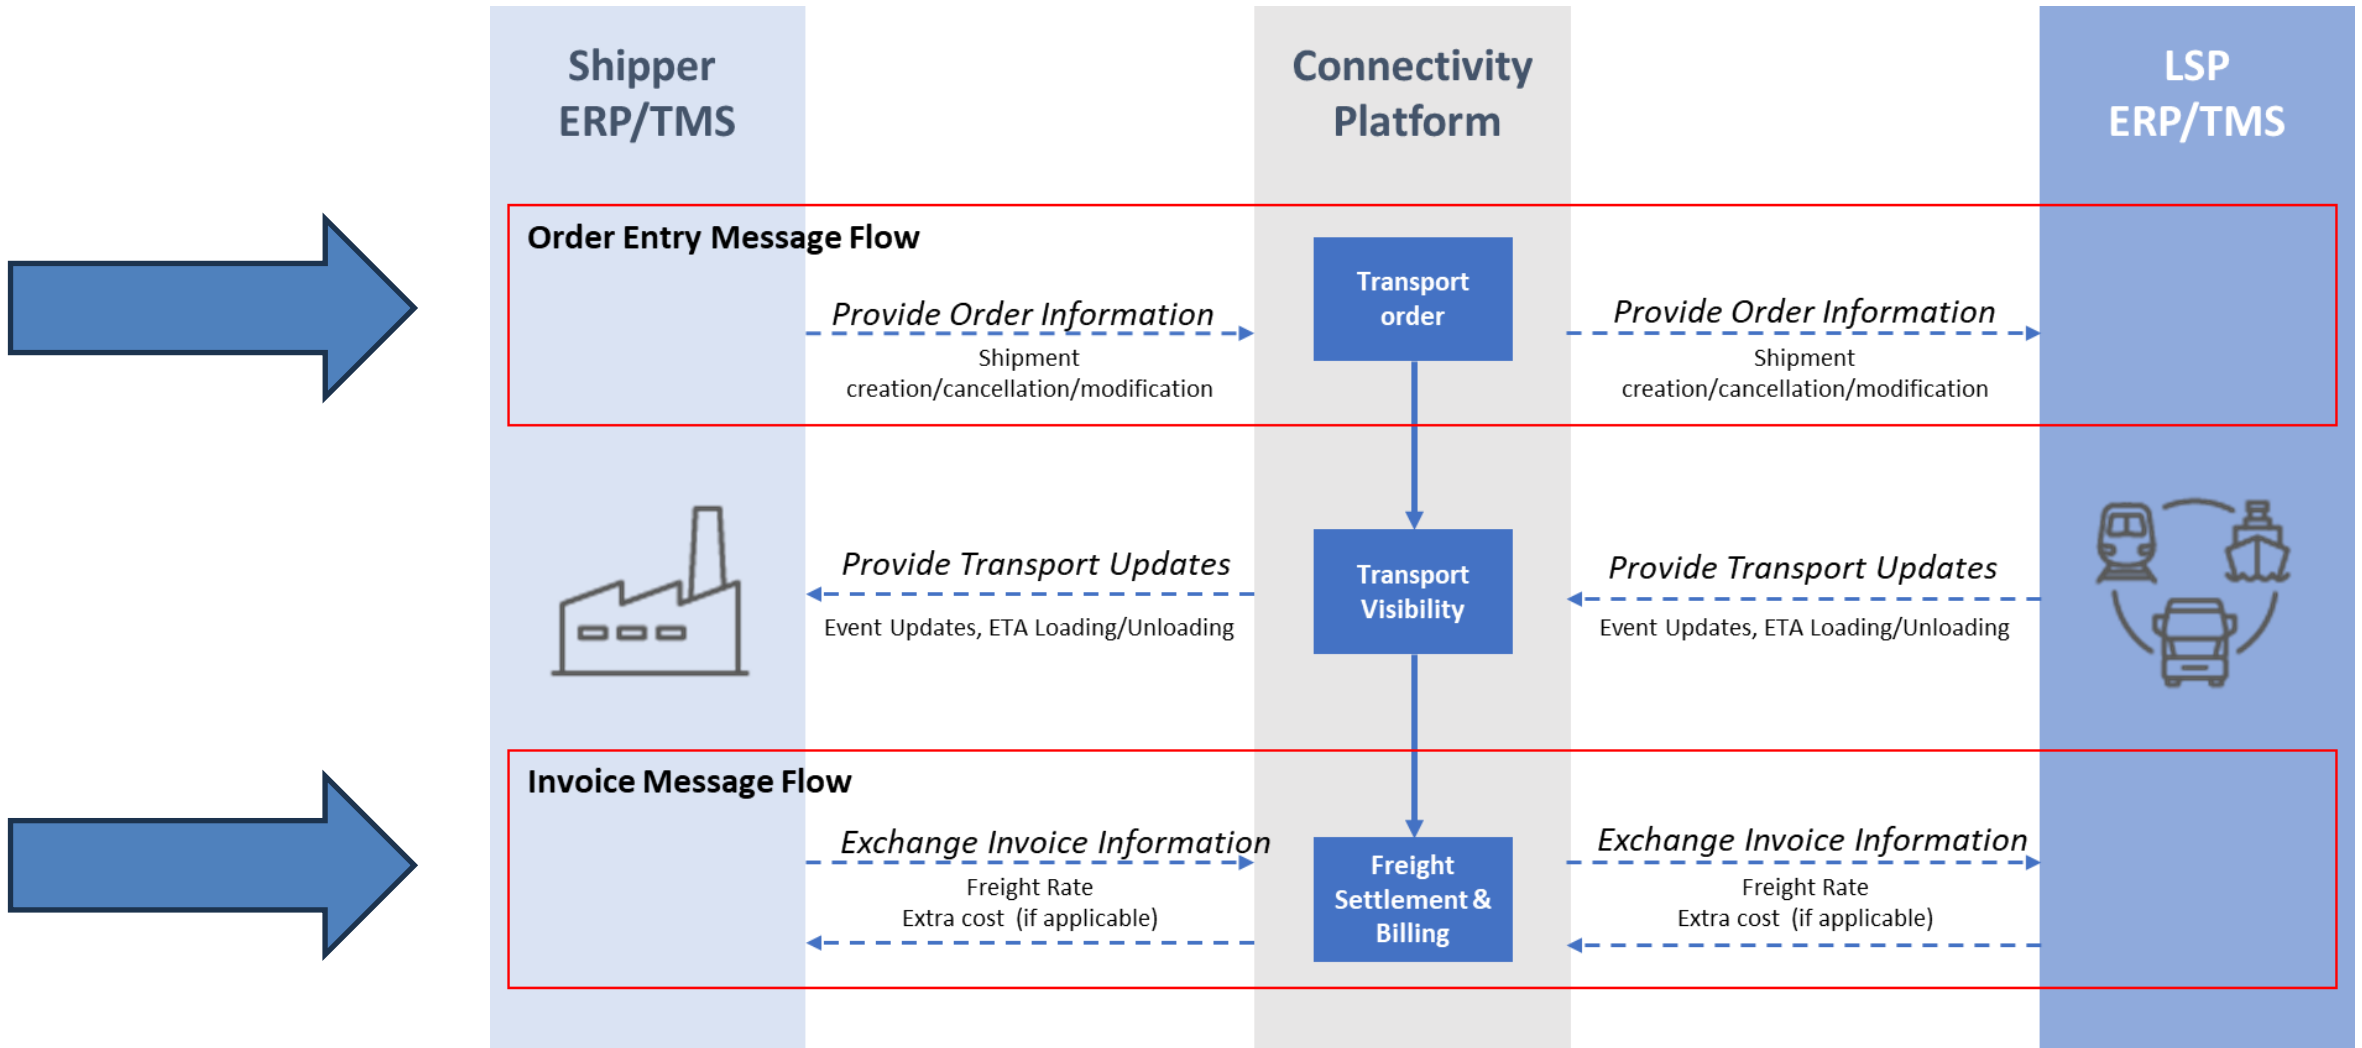 Shipper
ERP/TMS
Connectivity
Platform
LSP
ERP/TMS
Order Entry Message Flow
Provide Order Information
Shipment
creation/cancellation/modification
Transport
order
Provide Order Information
Shipment
creation/cancellation/modification
Provide Transport Updates
Event Updates, ETA Loading/Unloading
Transport
Visibility
Provide Transport Updates
Event Updates, ETA Loading/Unloading
Invoice Message Flow
Exchange Invoice Information
Freight Rate
Extra cost (if applicable)
Freight
Settlement &
Billing
Exchange Invoice Information
Freight Rate
Extra cost (if applicable)